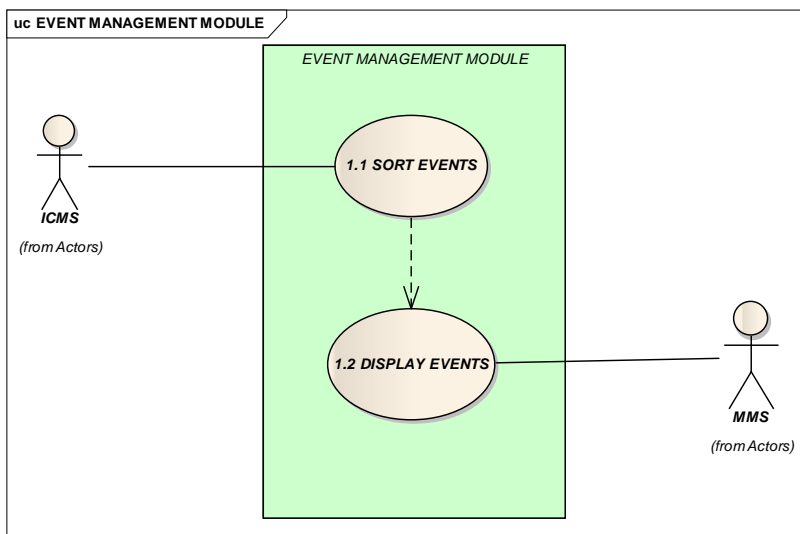 uc EVENT MANAGEMENT MODULE
EVENT MANAGEMENT MODULE
1.1 SORT EVENTS
ICMS
(from Actors)
1.2 DISPLAY EVENTS
MMS
(from Actors)